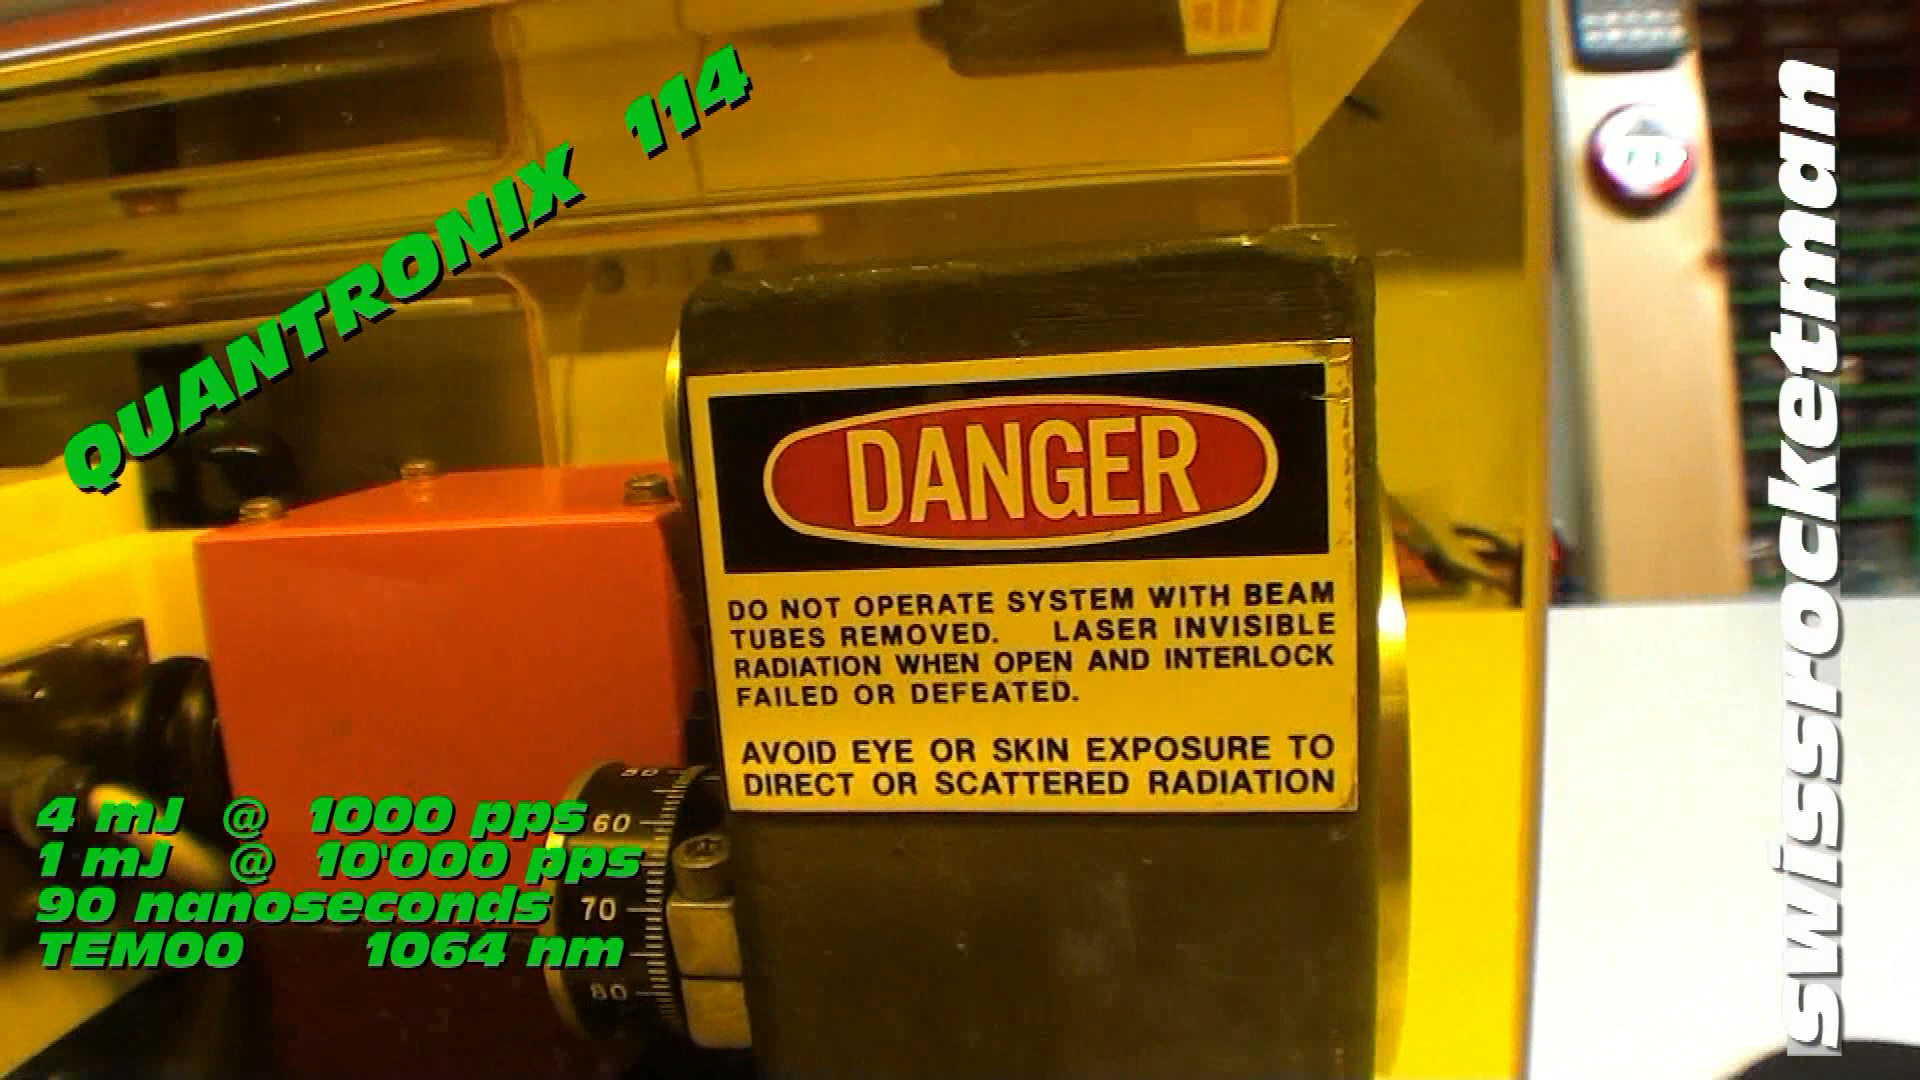 QUANTRONIX 114
DANGER
DO NOT OPERATE SYSTEM WITH BEAM
TUBES REMOVED. LASER INVISIBLE
RADIATION WHEN OPEN AND INTERLOCK
FAILED OR DEFEATED.
AVOID EYE OR SKIN EXPOSURE TO
DIRECT OR SCATTERED RADIATION
4 mJ @ 1000 pps
1 mJ @ 10'000 pps
90 nanoseconds
TEM00 1064 nm
60
70
80
swissrocketman